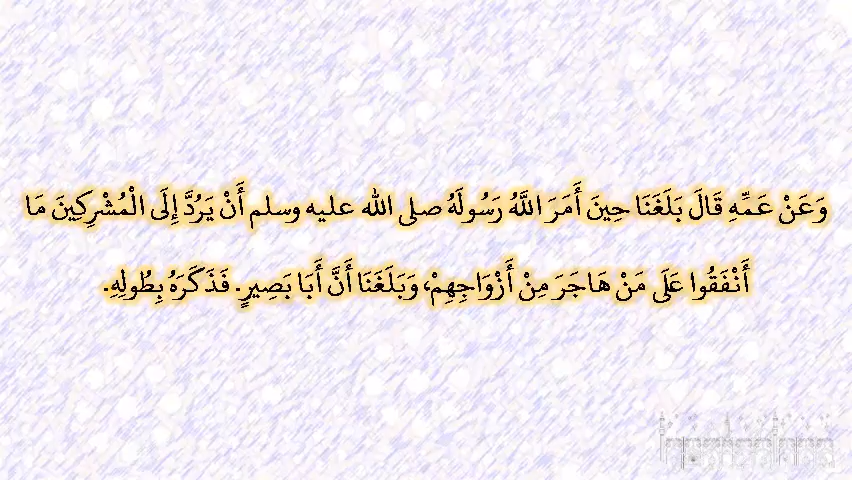 وَعَنْ عَمِّهِ قَالَ بَلَغَنَا حِينَ أَمَرَ اللَّهُ رَسُولَهُ صلى الله عليه وسلم أَنْ يَرُدَّ إِلَى الْمُشْرِكِينَ مَا
أَنْفَقُوا عَلَى مَنْ هَاجَرَ مِنْ أَزْوَاجِهِمْ، وَبَلَغَنَا أَنَّ أَبَا بَصِيرٍ. فَذَكَرَهُ بِطُولِهِ.